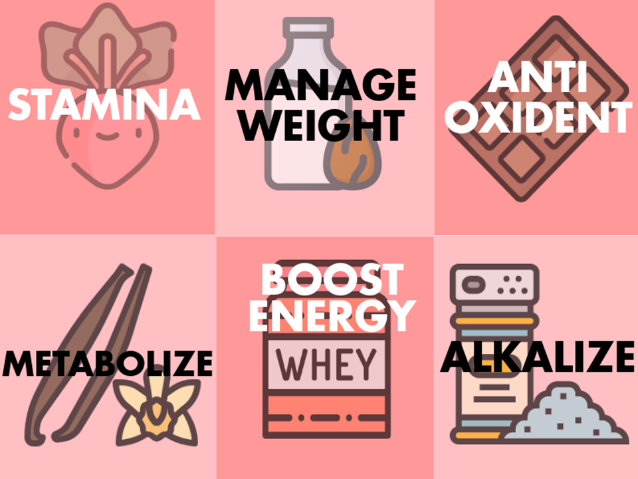 STAMINA
MANAGE
WEIGHT
ANTI
OXIDENT
METABOLIZE
BOOST
ENERGY
WHEY
ALKALIZE